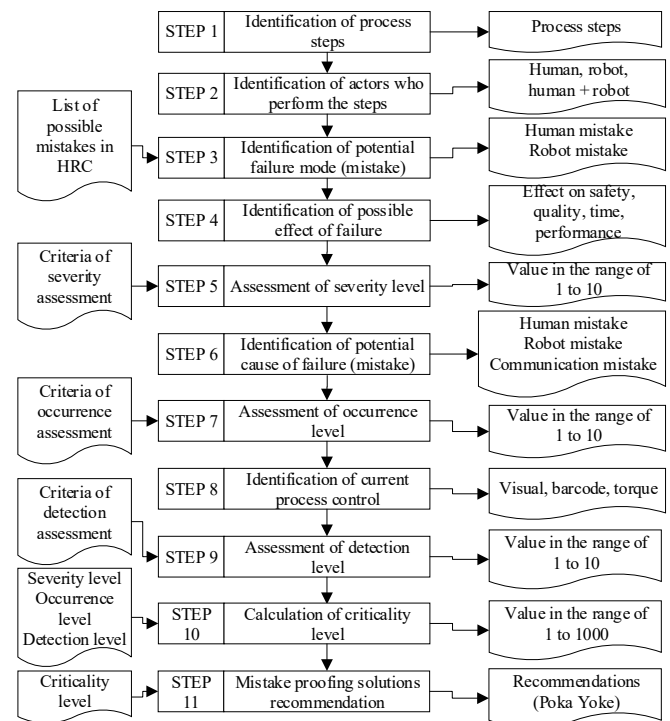 STEP 1
Identification of process
steps
Process steps
STEP 2
Identification of actors who
perform the steps
Human, robot,
human + robot
List of
possible
mistakes in
HRC
STEP 3
Identification of potential
failure mode (mistake)
Human mistake
Robot mistake
STEP 4
Identification of possible
effect of failure
Effect on safety,
quality, time,
performance
Criteria of
severity
assessment
STEP 5
Assessment of severity level
Value in the range of
1 to 10
STEP 6
Identification of potential
cause of failure (mistake)
Human mistake
Robot mistake
Communication mistake
Criteria of
occurrence
assessment
STEP 7
Assessment of occurrence
level
Value in the range of
1 to 10
STEP 8
Identification of current
process control
Visual, barcode, torque
Criteria of
detection
assessment
STEP 9
Assessment of detection
level
Value in the range of
1 to 10
Severity level
Occurrence
level
Detection level
STEP
10
Calculation of criticality
level
Value in the range of
1 to 1000
Criticality
level
STEP
11
Mistake proofing solutions
recommendation
Recommendations
(Poka Yoke)